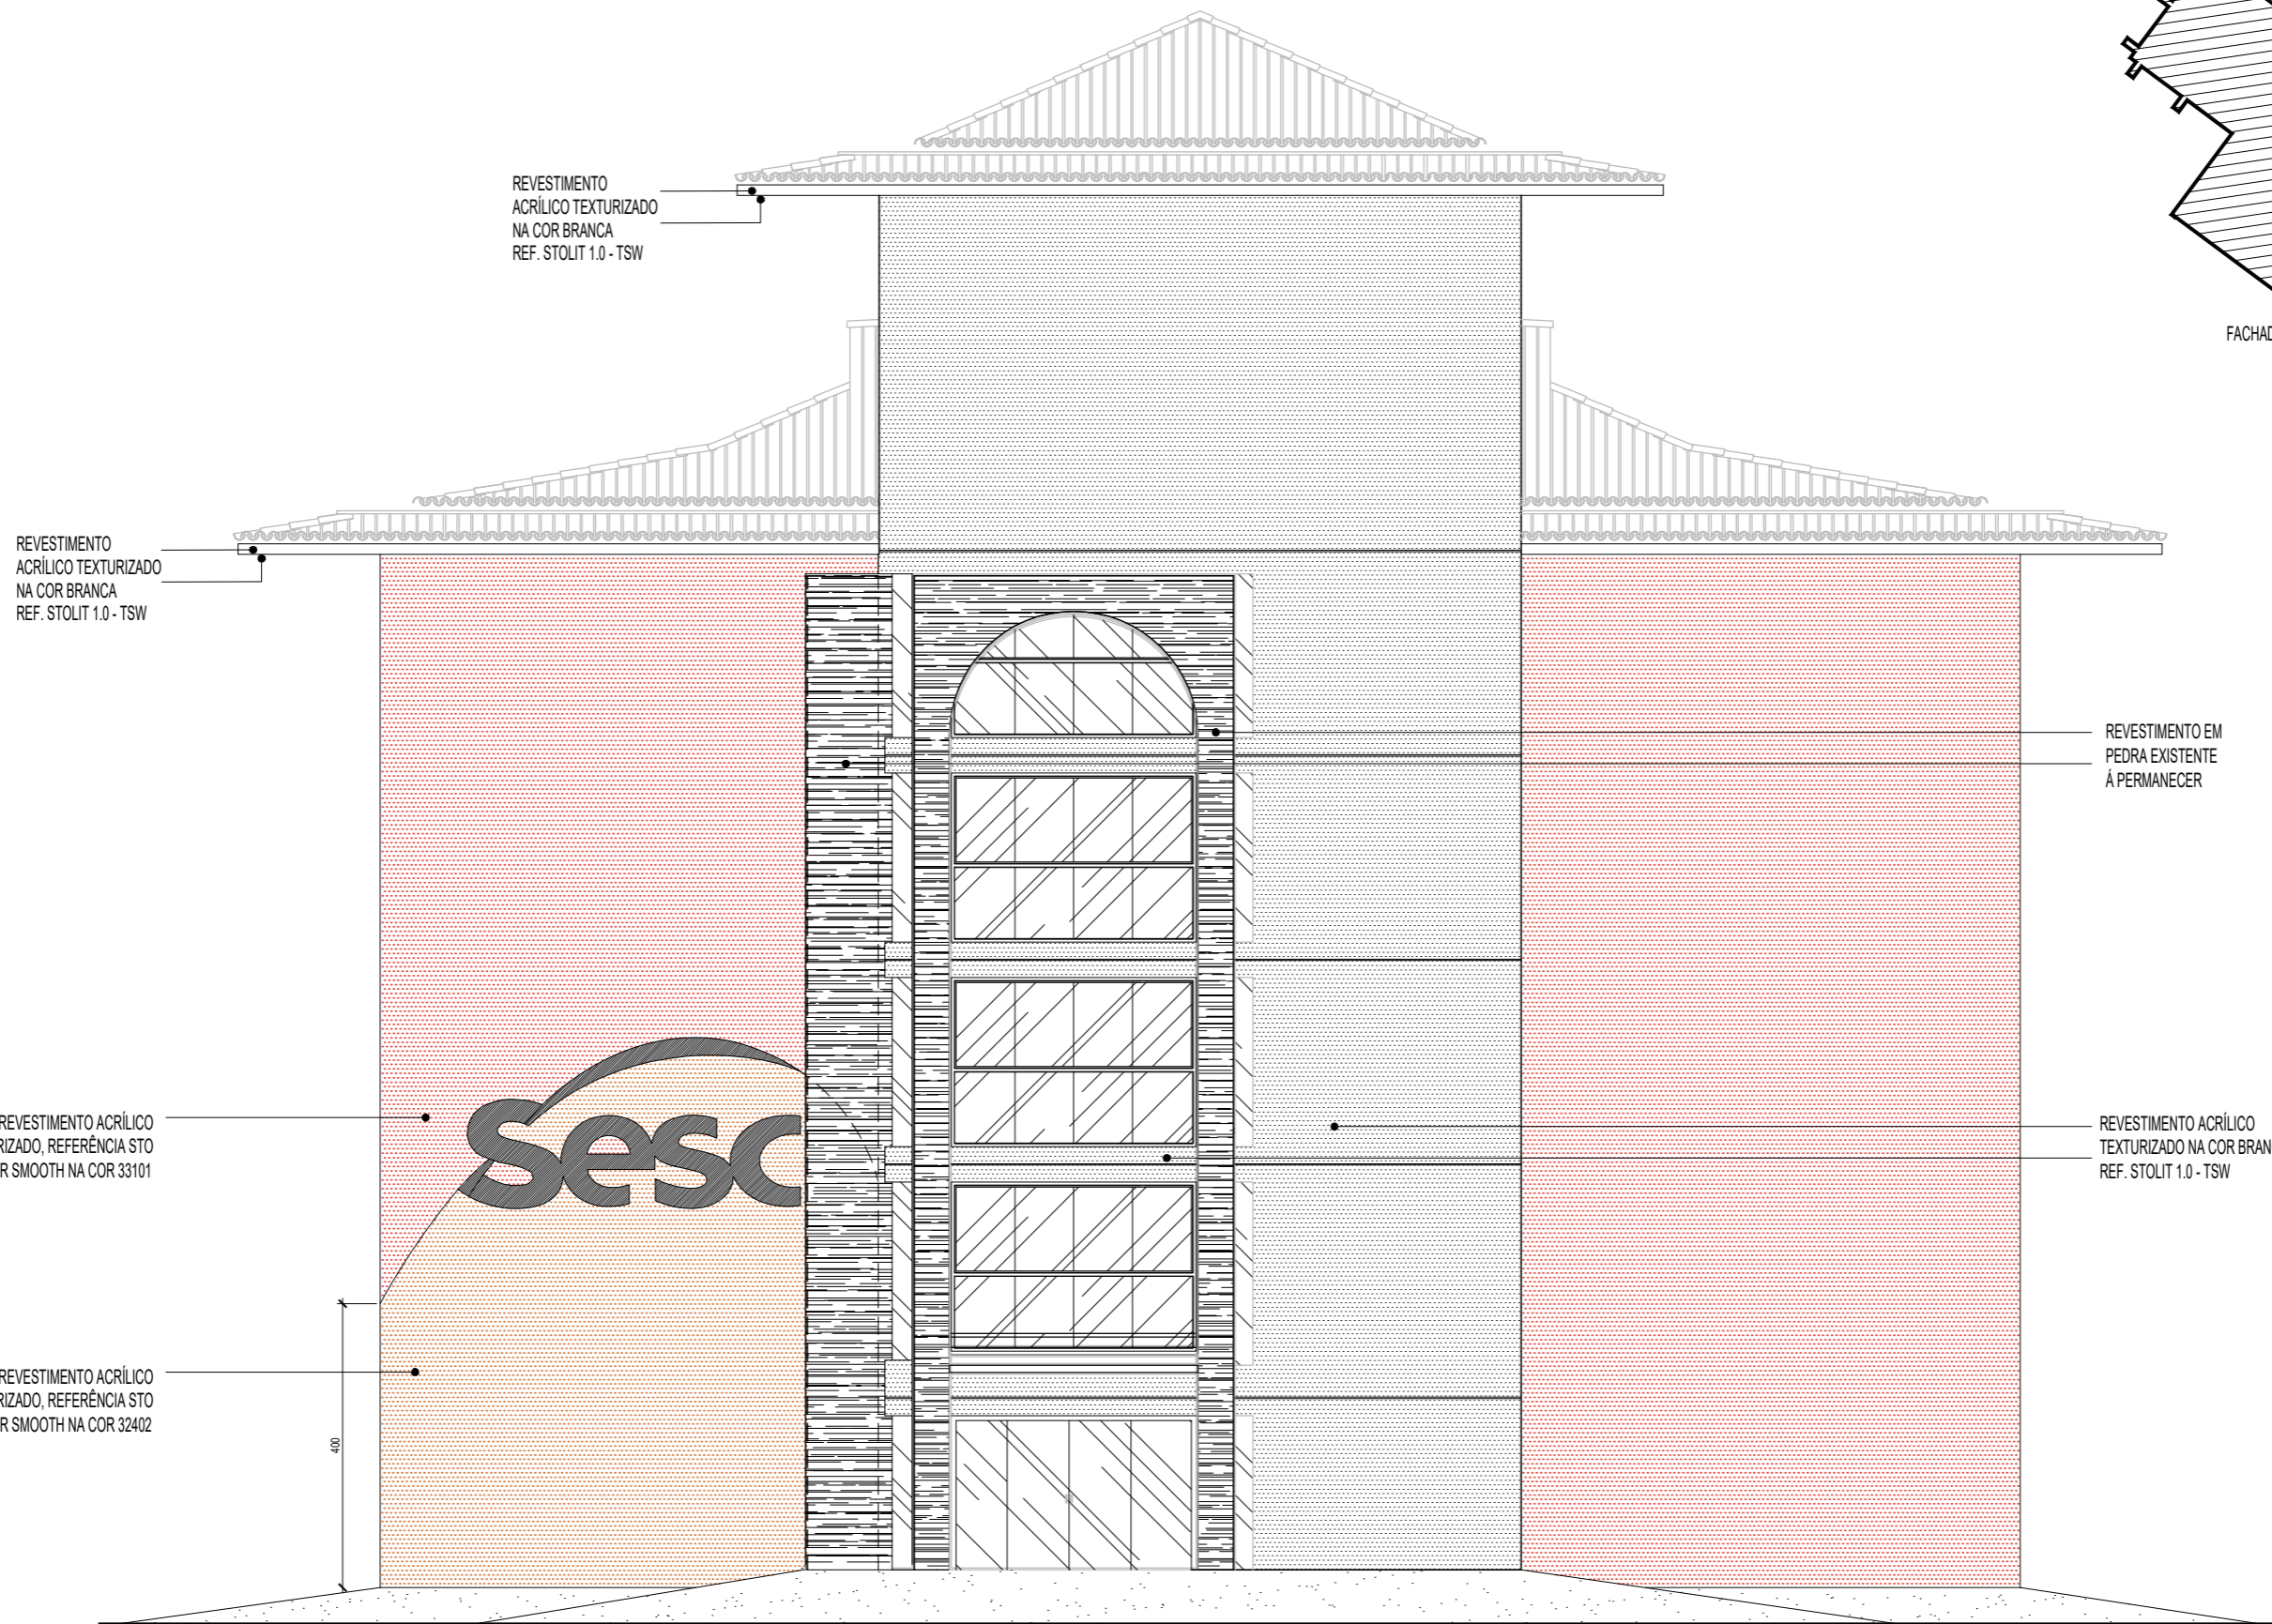 REVESTIMENTO
ACRÍLICO TEXTURIZADO
NA COR BRANCA
REF. STOLIT 1.0 - TSW
FACHAD
REVESTIMENTO
ACRÍLICO TEXTURIZADO
NA COR BRANCA
REF. STOLIT 1.0 - TSW
REVESTIMENTO EM
PEDRA EXISTENTE
Á PERMANECER
REVESTIMENTO ACRÍLICO
RIZADO, REFERÊNCIA STO
R SMOOTH NA COR 33101
sesc
REVESTIMENTO ACRÍLICO
TEXTURIZADO NA COR BRAN
REF. STOLIT 1.0 - TSW
REVESTIMENTO ACRÍLICO
RIZADO, REFERÊNCIA STO
R SMOOTH NA COR 32402
400